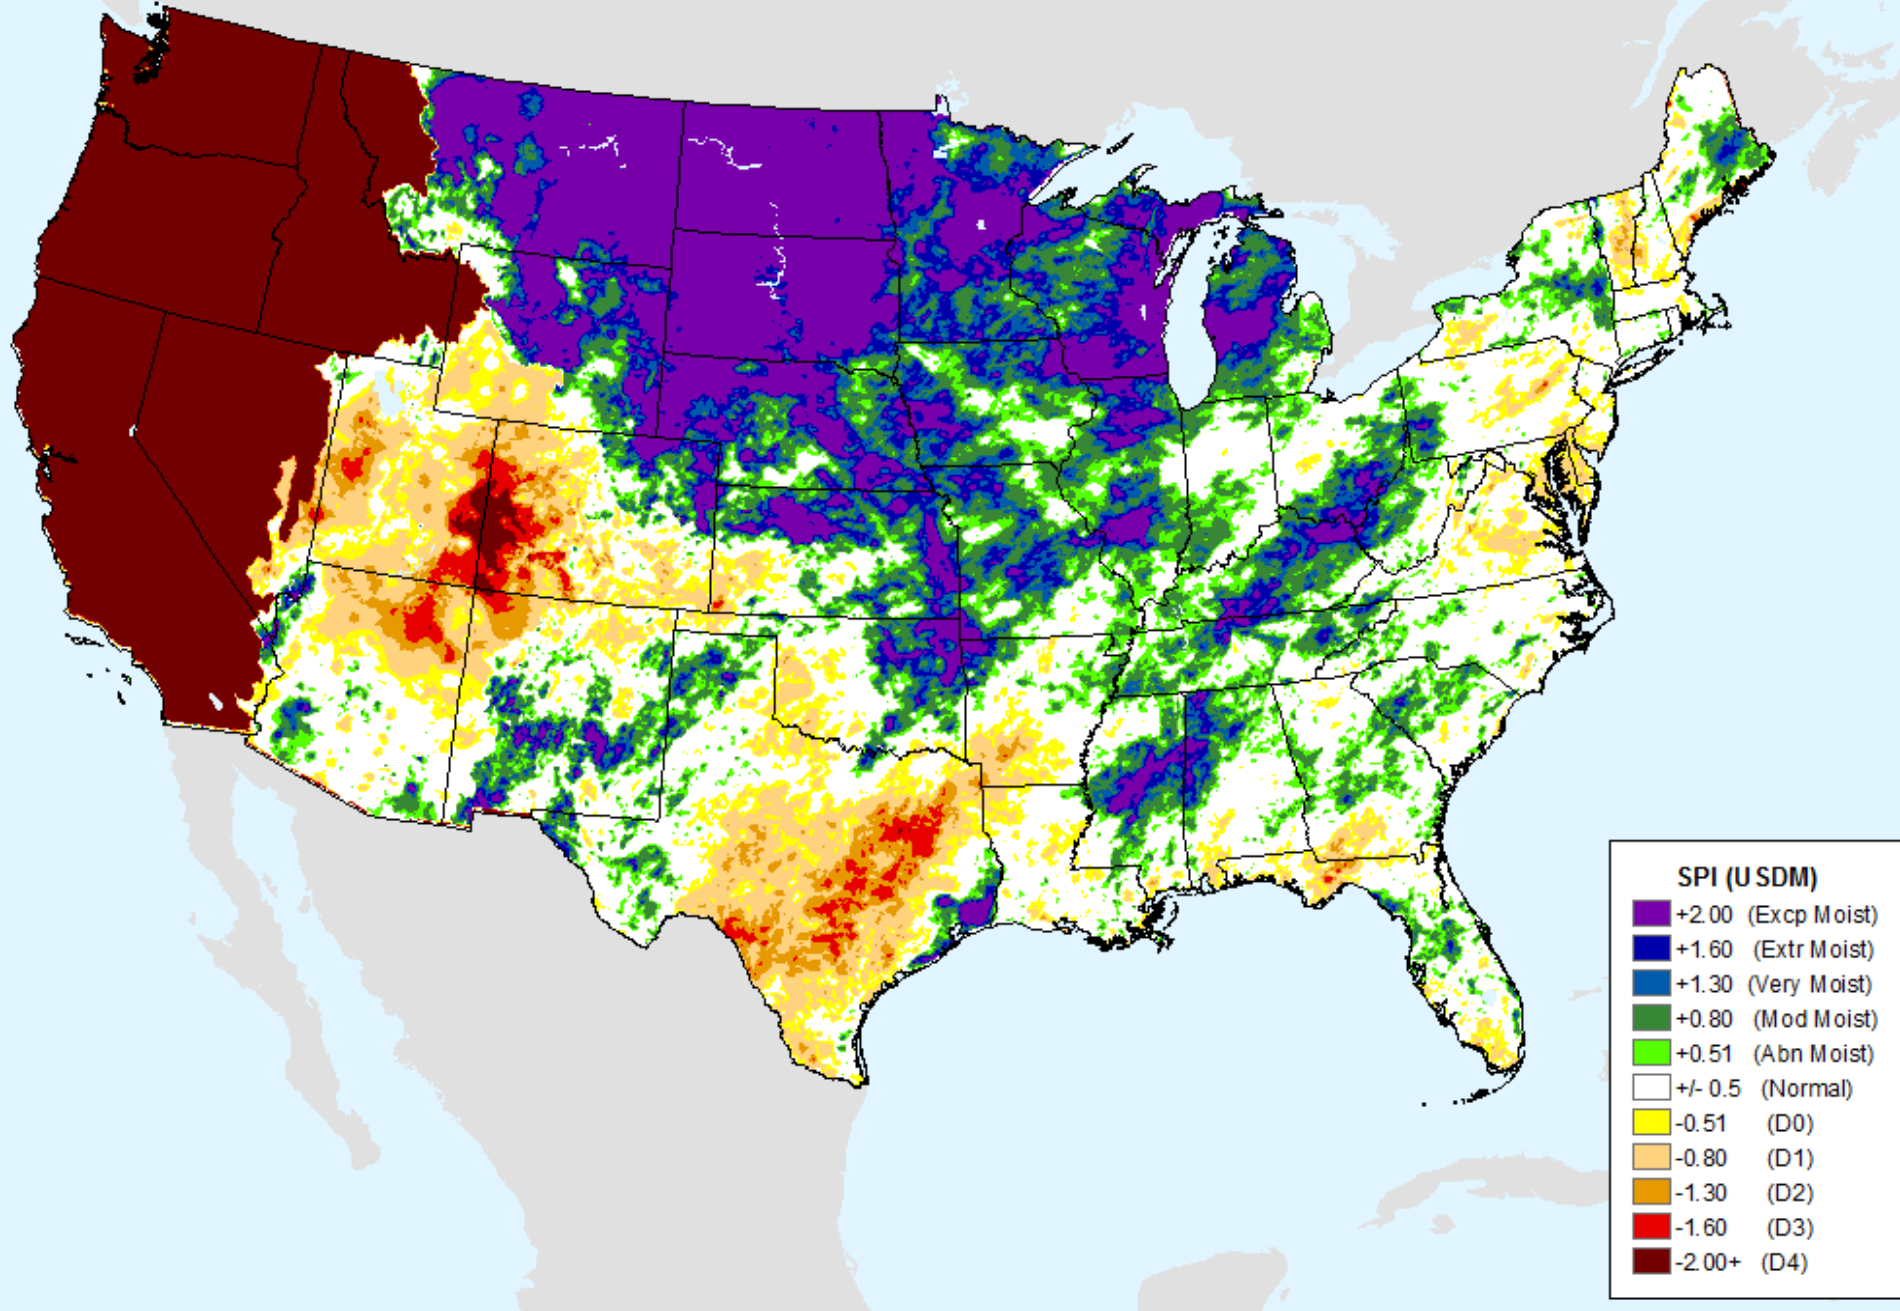 SPI (USDM)
+2.00 (Excp Moist)
+1.60 (Extr Moist)
+1.30 (Very Moist)
+0.80 (Mod Moist)
+0.51 (Abn Moist)
+/- 0.5 (Normal)
-0.51 (D0)
-0.80 (D1)
-1.30 (D2)
-1.60 (D3)
-2.00+ (D4)